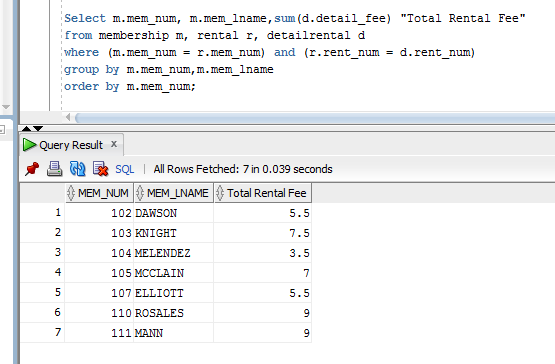 Select m.mem_num, m.mem_lname,sum(d.detail_fee) "Total Rental Fee"
from membership m, rental r, detailrental d
where (m.mem_num = r.mem_num) and (r.rent_num = d.rent_num)
group by m.mem_num,m.mem_lname
order by m.mem_num;
Query Result x
SQL | All Rows Fetched: 7 in 0.039 seconds
MEM_NUM MEM_LNAME Total Rental Fee
1 102 DAWSON 5.5
2 103 KNIGHT 7.5
3 104 MELENDEZ 3.5
4 105 MCCLAIN 7
5 107 ELLIOTT 5.5
6 110 ROSALES 9
7 111 MANN 9